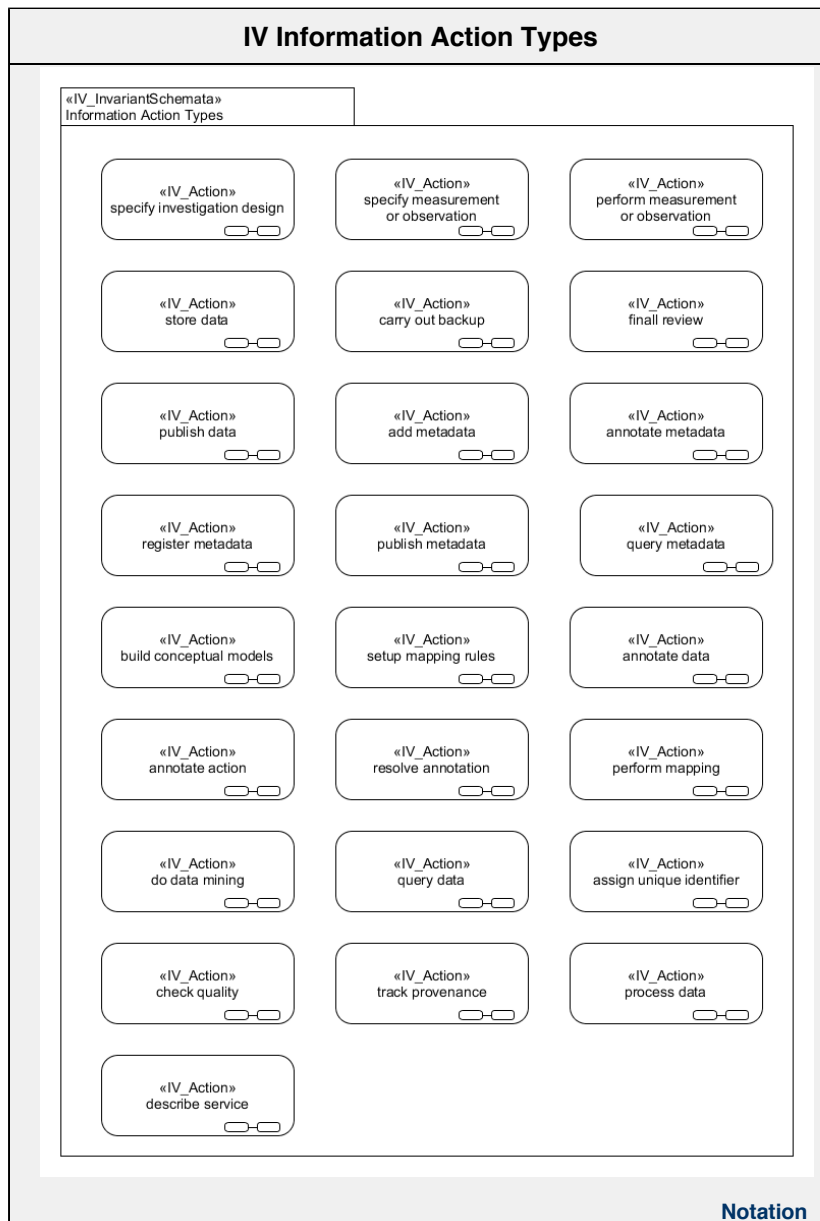 IV Information Action Types
«IV_InvariantSchemata»
Information Action Types
«IV_Action»
specify investigation design
«IV_Action»
specify measurement
or observation
«IV_Action»
perform measurement
or observation
«IV_Action»
store data
«IV_Action»
carry out backup
«IV_Action»
finall review
«IV_Action»
publish data
«IV_Action»
add metadata
«IV_Action»
annotate metadata
«IV_Action»
register metadata
«IV_Action»
publish metadata
«IV_Action»
query metadata
«IV_Action»
build conceptual models
«IV_Action»
setup mapping rules
«IV_Action»
annotate data
«IV_Action»
annotate action
«IV_Action»
resolve annotation
«IV_Action»
perform mapping
«IV_Action»
do data mining
«IV_Action»
query data
«IV_Action»
assign unique identifier
«IV_Action»
check quality
«IV_Action»
track provenance
«IV_Action»
process data
«IV_Action»
describe service
Notation